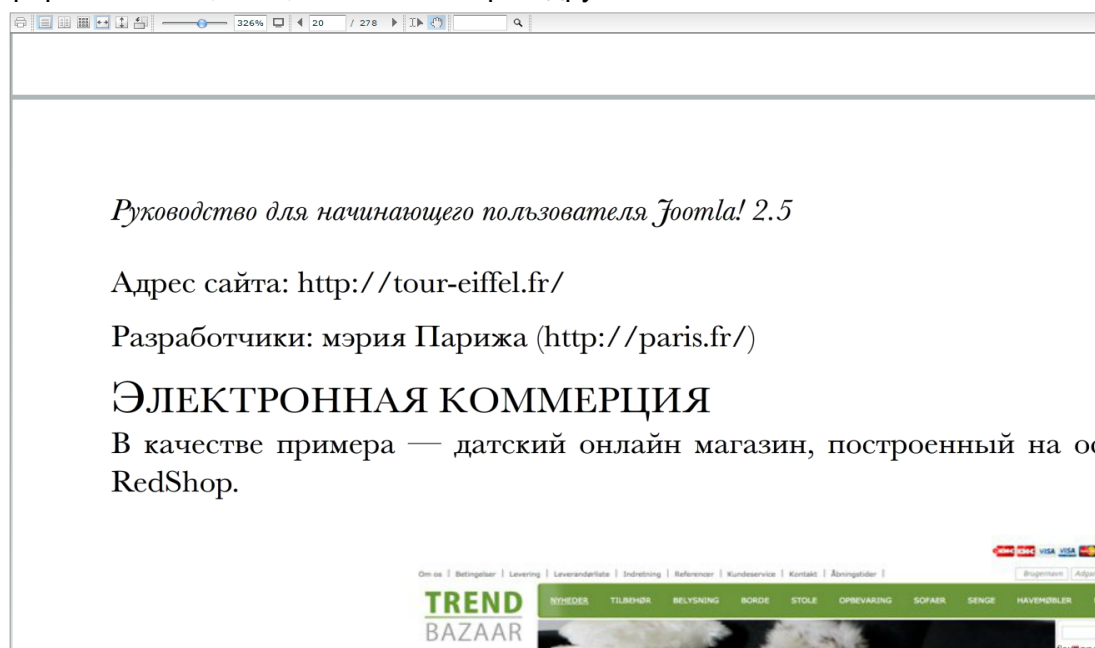 326% 20 / 278
Руководство для начинающего пользователя Joomla! 2.5
Адрес сайта: http://tour-eiffel.fr/
Разработчики: мэрия Парижа (http://paris.fr/)
ЭЛЕКТРОННАЯ КОММЕРЦИЯ
В качестве примера — датский онлайн магазин, построенный на ос
RedShop.
VISA VISA
Om os | Betingelser | Levering | Leverandørliste | Indretning | Referencer | Kundeservice | Kontakt | Åbningstider |
Brugernavn
TREND
BAZAAR
NYHEDER TILBEHØR BELYSNING BORDE STOLE OPBEVARING SOFAER SENGE HAVEMØBLER